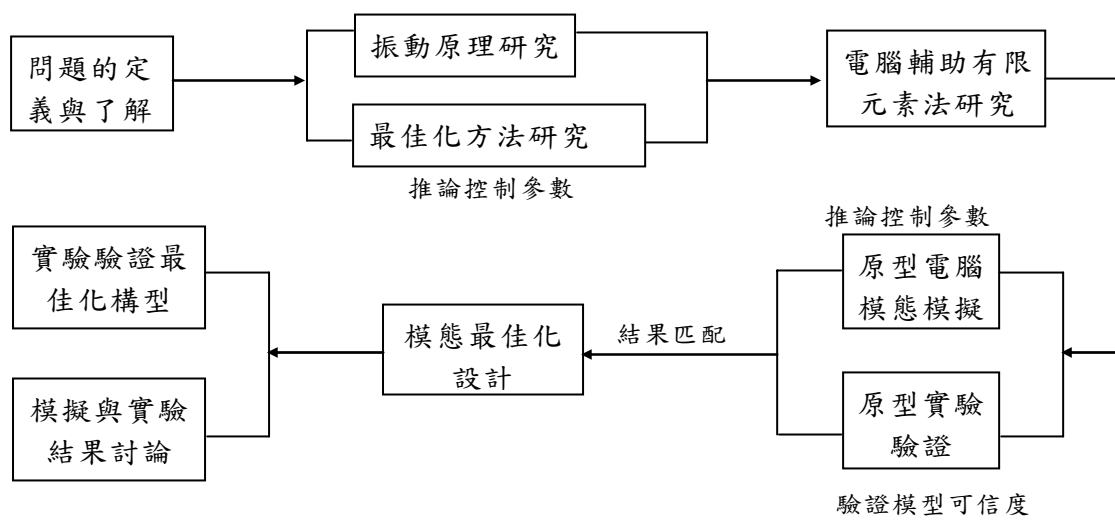 問題的定
義與了解
振動原理研究
最佳化方法研究
推論控制參數
電腦輔助有限
元素法研究
推論控制參數
原型電腦
模態模擬
原型實驗
驗證
驗證模型可信度
結果匹配
模態最佳化
設計
實驗驗證最
佳化構型
模擬與實驗
結果討論